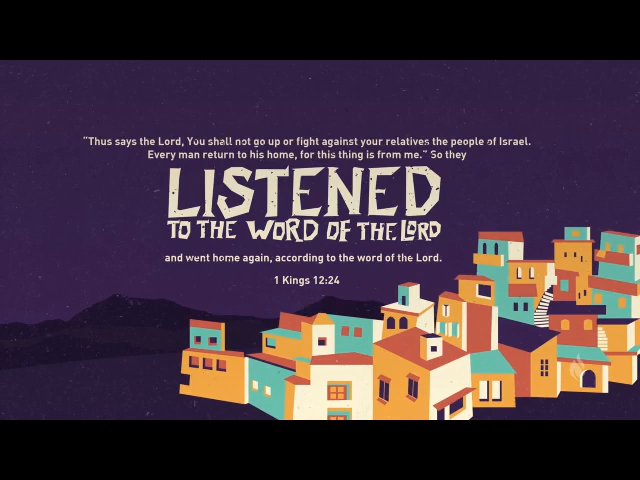 “Thus says the Lord, You shall not go up or fight against your relatives the people of Israel.
Every man return to his home, for this thing is from me.” So they
LISTENED
TO THE WORD OF THE LORD
and went home again, according to the word of the Lord.
1 Kings 12:24